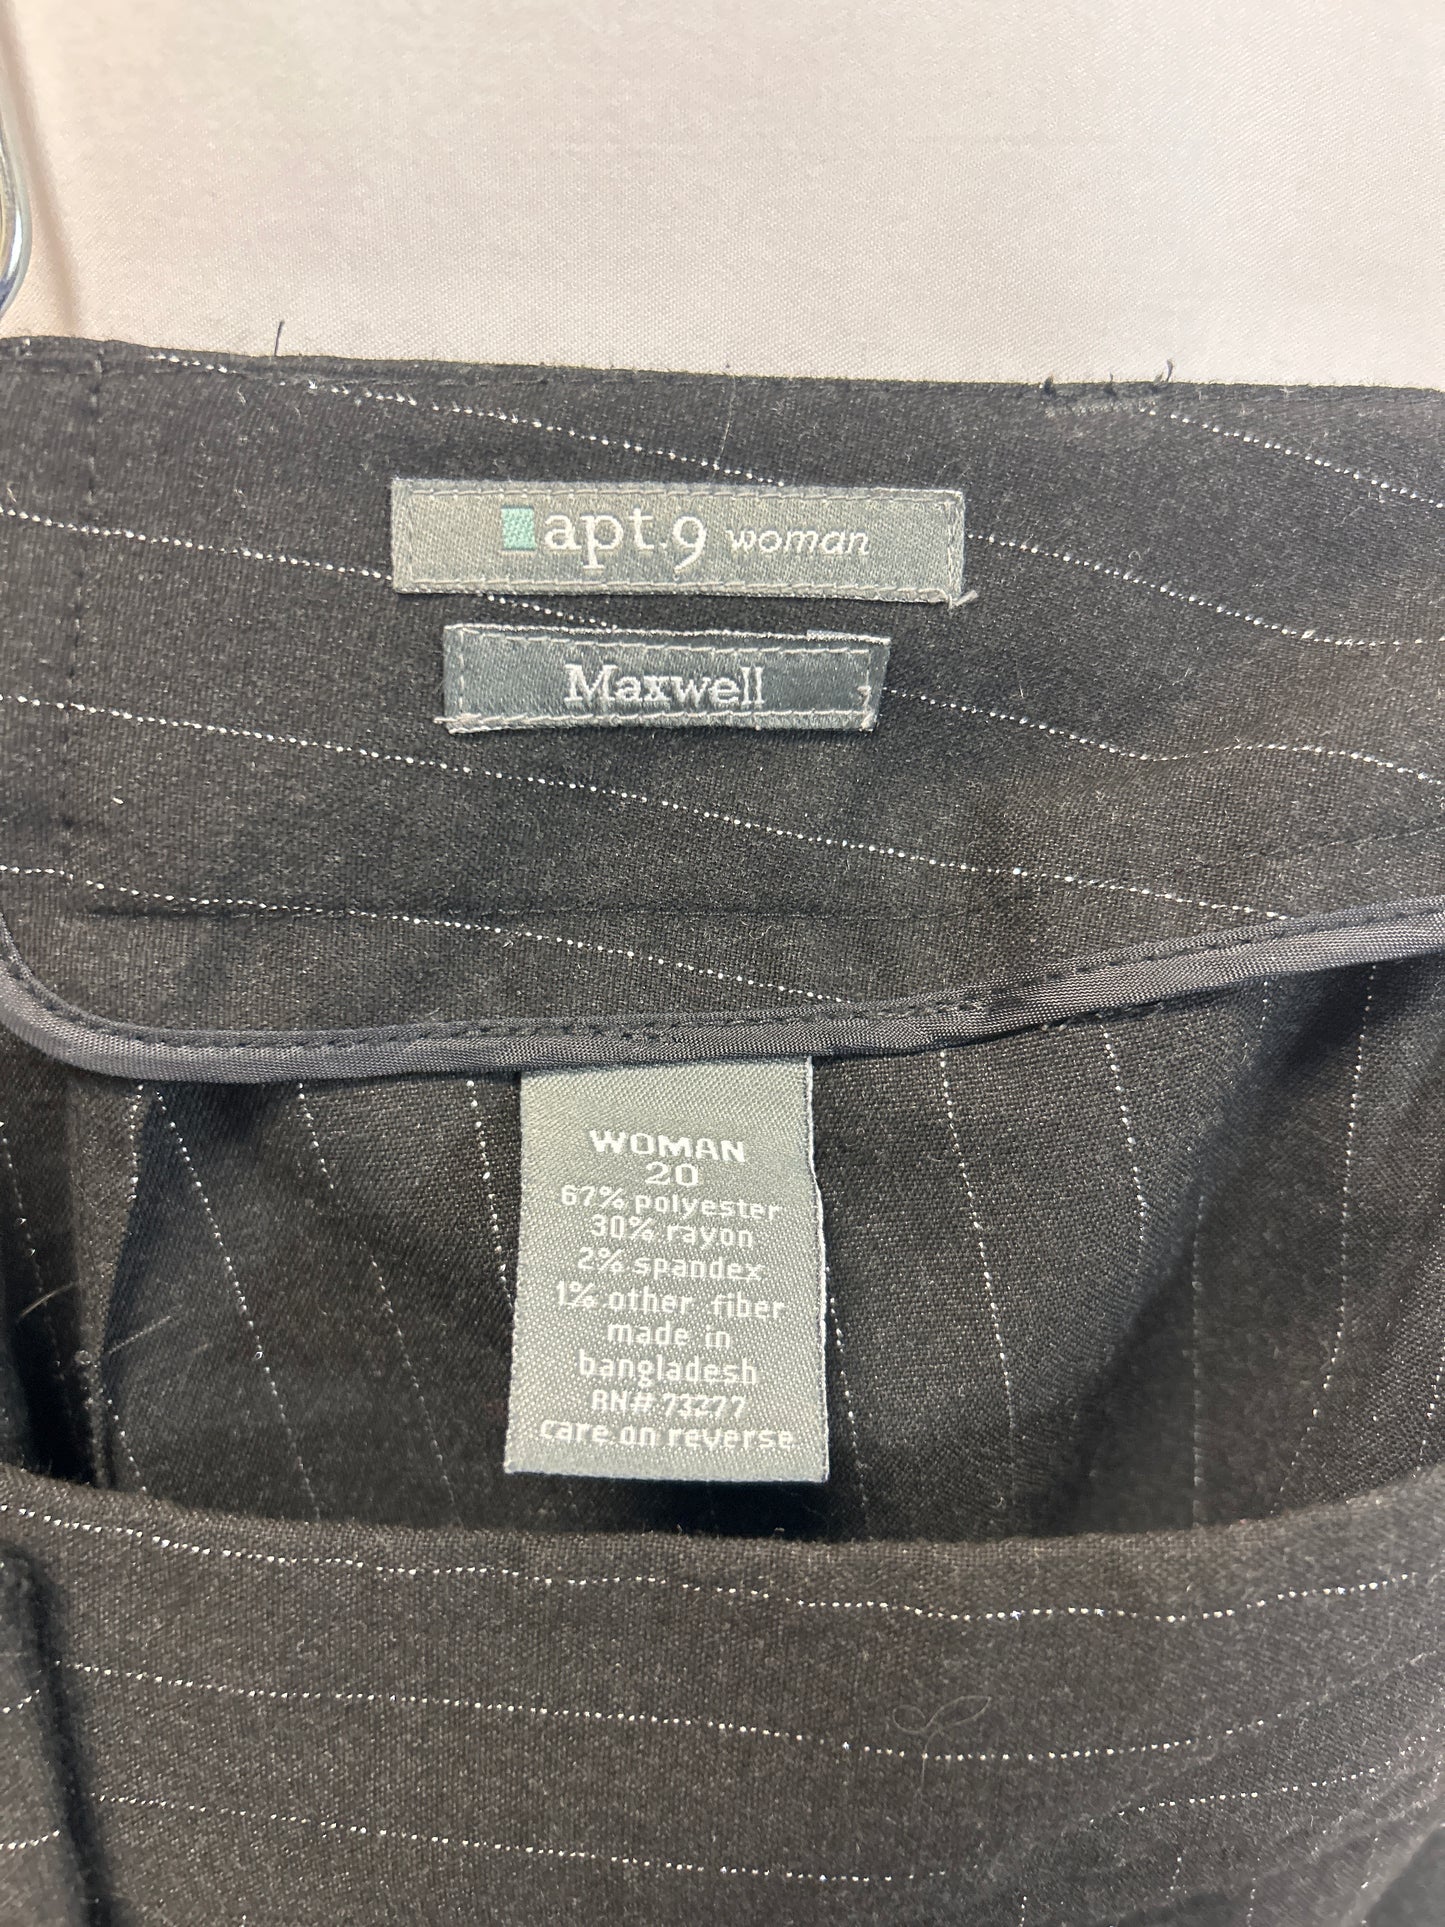 apt.9 woman
Maxwell
WOMAN
20
67% polyester
30% rayon
2% spandex
1% other fiber
made in
bangladesh
RN# 73277
care on reverse